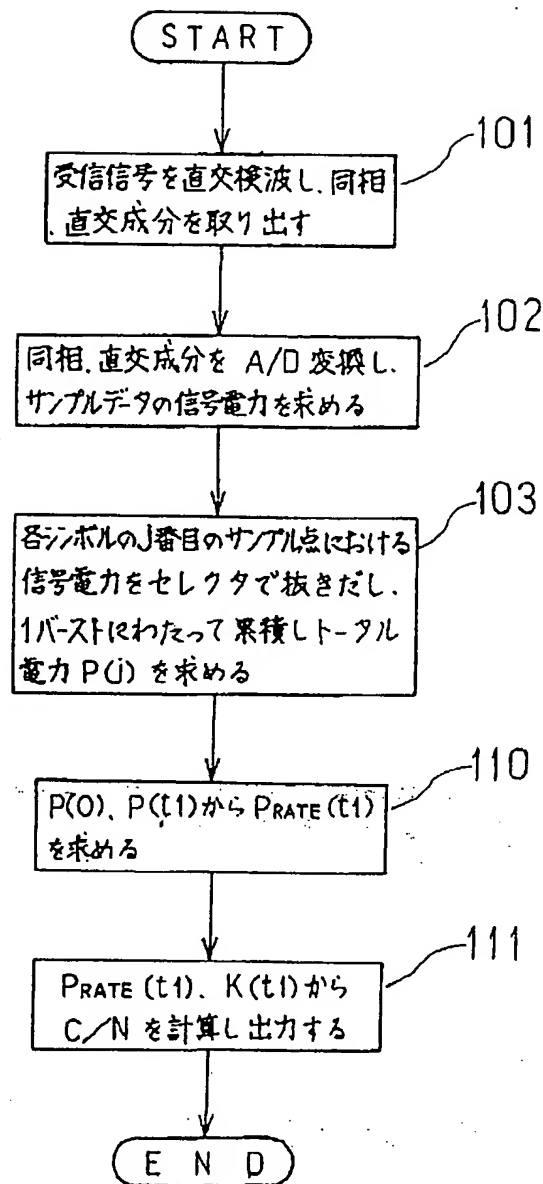 START
101
受信信号を直交検波し、同相
、直交成分を取り出す
102
同相、直交成分を A/D 変換し、
サンプルデータの信号電力を求める
103
各シンボルのJ番目のサンプル点における
信号電力をセレクタで抜きだし、
1バーストにわたって累積しトータル
電力 P(j) を求める
110
P(0)、P(t1)から PRATE(t1)
を求める
111
PRATE(t1)、K(t1)から
C/N を計算し出力する
END